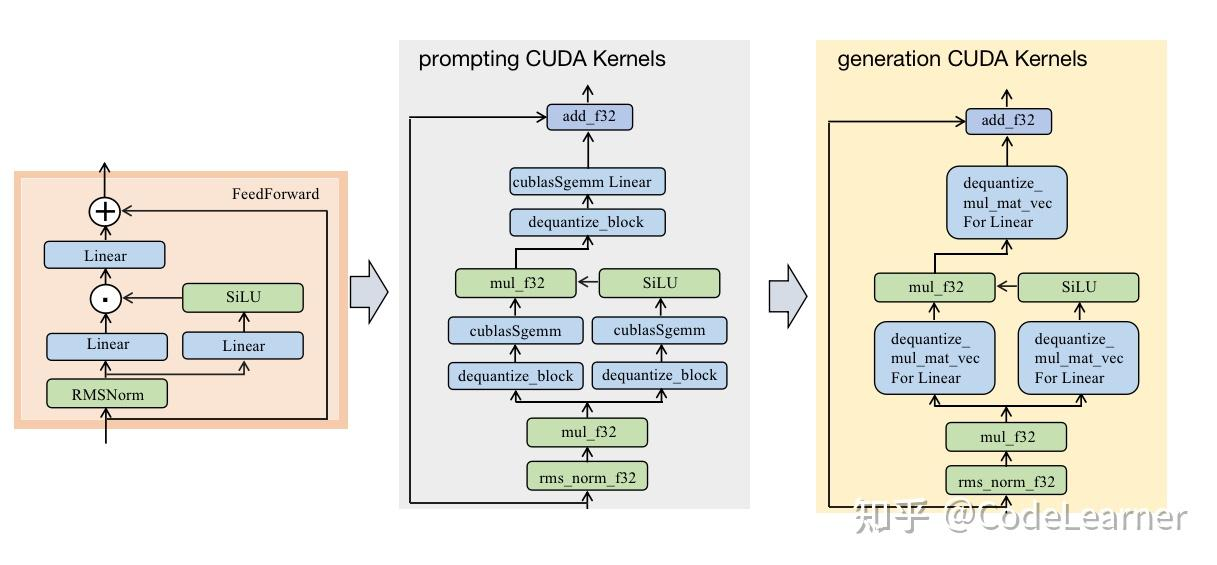 FeedForward
Linear
SiLU
Linear
Linear
RMSNorm
prompting CUDA Kernels
add_f32
cublasSgemm Linear
dequantize_block
mul_f32
SiLU
cublasSgemm
cublasSgemm
dequantize_block
dequantize_block
mul_f32
rms_norm_f32
generation CUDA Kernels
add_f32
dequantize_
mul_mat_vec
For Linear
mul_f32
SiLU
dequantize_
mul_mat_vec
For Linear
dequantize_
mul_mat_vec
For Linear
mul_f32
rms_norm_f32
知乎 @CodeLearner